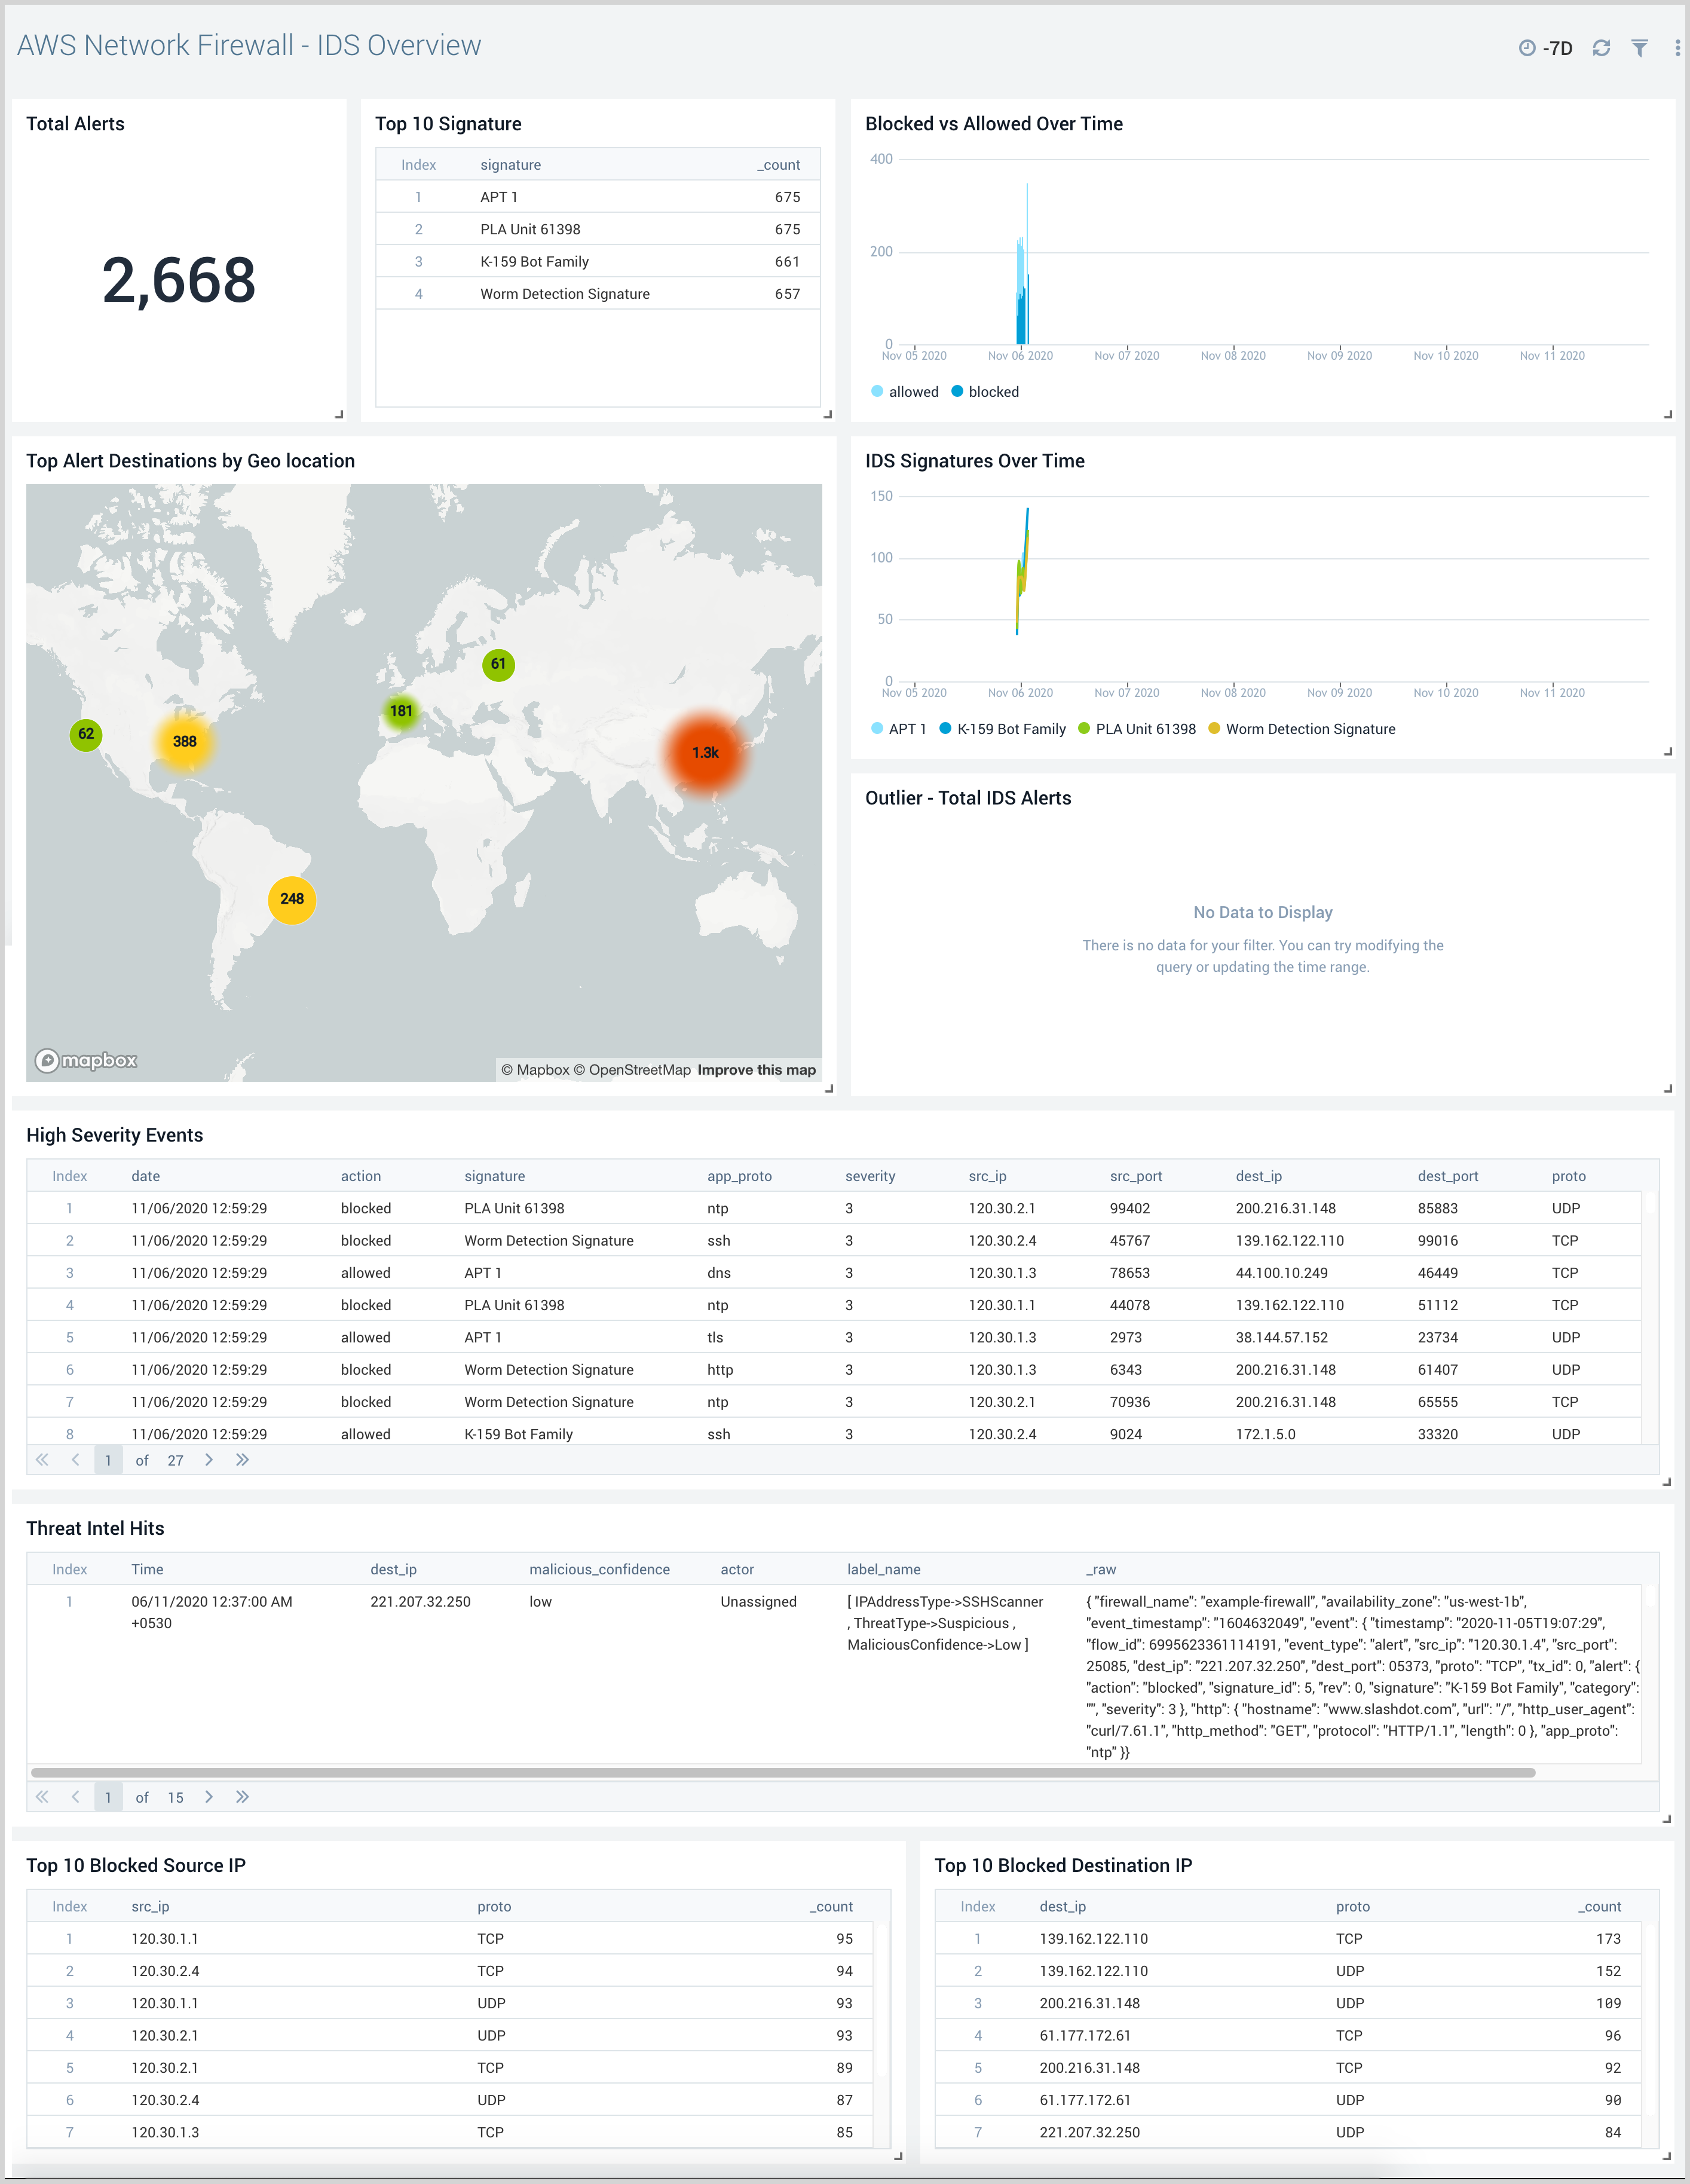 AWS Network Firewall - IDS Overview
-7D
Total Alerts
2,668
Top 10 Signature
Index signature _count
1 APT 1 675
2 PLA Unit 61398 675
3 K-159 Bot Family 661
4 Worm Detection Signature 657
Blocked vs Allowed Over Time
400
200
0
Nov 05 2020 Nov 06 2020 Nov 07 2020 Nov 08 2020 Nov 09 2020 Nov 10 2020 Nov 11 2020
allowed blocked
Top Alert Destinations by Geo location
61
181
62
388
1.3k
248
mapbox
© Mapbox © OpenStreetMap Improve this map
IDS Signatures Over Time
150
100
50
0
Nov 05 2020 Nov 06 2020 Nov 07 2020 Nov 08 2020 Nov 09 2020 Nov 10 2020 Nov 11 2020
APT 1 K-159 Bot Family PLA Unit 61398 Worm Detection Signature
Outlier - Total IDS Alerts
No Data to Display
There is no data for your filter. You can try modifying the
query or updating the time range.
High Severity Events
Index date action signature app_proto severity src_ip src_port dest_ip dest_port proto
1 11/06/2020 12:59:29 blocked PLA Unit 61398 ntp 3 120.30.2.1 99402 200.216.31.148 85883 UDP
2 11/06/2020 12:59:29 blocked Worm Detection Signature ssh 3 120.30.2.4 45767 139.162.122.110 99016 TCP
3 11/06/2020 12:59:29 allowed APT 1 dns 3 120.30.1.3 78653 44.100.10.249 46449 TCP
4 11/06/2020 12:59:29 blocked PLA Unit 61398 ntp 3 120.30.1.1 44078 139.162.122.110 51112 TCP
5 11/06/2020 12:59:29 allowed APT 1 tls 3 120.30.1.3 2973 38.144.57.152 23734 UDP
6 11/06/2020 12:59:29 blocked Worm Detection Signature http 3 120.30.1.3 6343 200.216.31.148 61407 UDP
7 11/06/2020 12:59:29 blocked Worm Detection Signature ntp 3 120.30.2.1 70936 200.216.31.148 65555 TCP
8 11/06/2020 12:59:29 allowed K-159 Bot Family ssh 3 120.30.2.4 9024 172.1.5.0 33320 UDP
1 of 27
Threat Intel Hits
Index Time dest_ip malicious_confidence actor label_name _raw
1 06/11/2020 12:37:00 AM 221.207.32.250 low Unassigned [ IPAddressType->SSHScanner { "firewall_name": "example-firewall", "availability_zone": "us-west-1b",
+0530 , ThreatType->Suspicious , "event_timestamp": "1604632049", "event": { "timestamp": "2020-11-05T19:07:29",
MaliciousConfidence->Low ] "flow_id": 6995623361114191, "event_type": "alert", "src_ip": "120.30.1.4", "src_port":
25085, "dest_ip": "221.207.32.250", "dest_port": 05373, "proto": "TCP", "tx_id": 0, "alert": {
"action": "blocked", "signature_id": 5, "rev": 0, "signature": "K-159 Bot Family", "category":
"", "severity": 3 }, "http": { "hostname": "www.slashdot.com", "url": "/", "http_user_agent":
"curl/7.61.1", "http_method": "GET", "protocol": "HTTP/1.1", "length": 0 }, "app_proto":
"ntp" }}
1 of 15
Top 10 Blocked Source IP
Index src_ip proto _count
1 120.30.1.1 TCP 95
2 120.30.2.4 TCP 94
3 120.30.1.1 UDP 93
4 120.30.2.1 UDP 93
5 120.30.2.1 TCP 89
6 120.30.2.4 UDP 87
7 120.30.1.3 TCP 85
Top 10 Blocked Destination IP
Index dest_ip proto _count
1 139.162.122.110 TCP 173
2 139.162.122.110 UDP 152
3 200.216.31.148 UDP 109
4 61.177.172.61 TCP 96
5 200.216.31.148 TCP 92
6 61.177.172.61 UDP 90
7 221.207.32.250 UDP 84